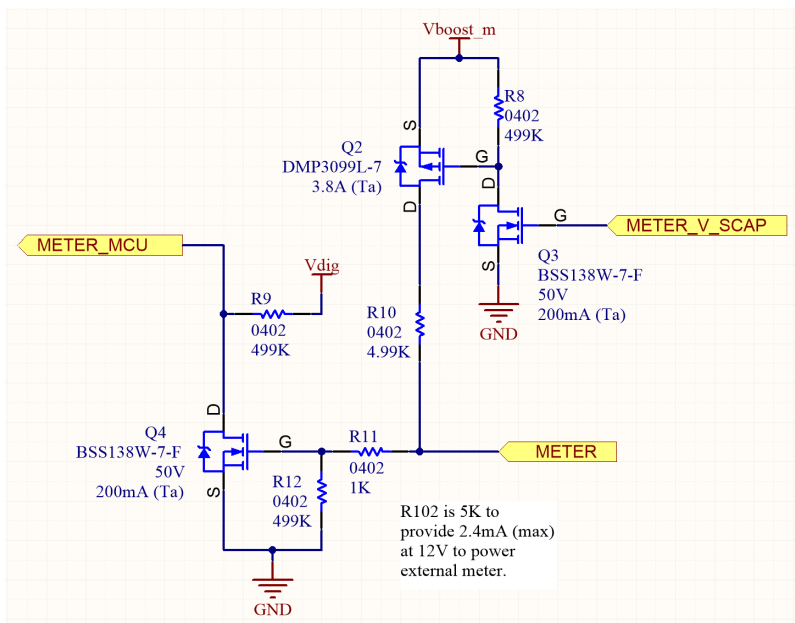 Vboost_m
R8
0402
499K
S
Q2
DMP3099L-7
3.8A (Ta)
G
D
D
G
METER_V_SCAP
S
Q3
BSS138W-7-F
50V
200mA (Ta)
GND
METER_MCU
Vdig
R9
0402
499K
R10
0402
4.99K
D
Q4
BSS138W-7-F
50V
200mA (Ta)
G
S
R11
0402
1K
METER
R12
0402
499K
GND
R102 is 5K to
provide 2.4mA (max)
at 12V to power
external meter.